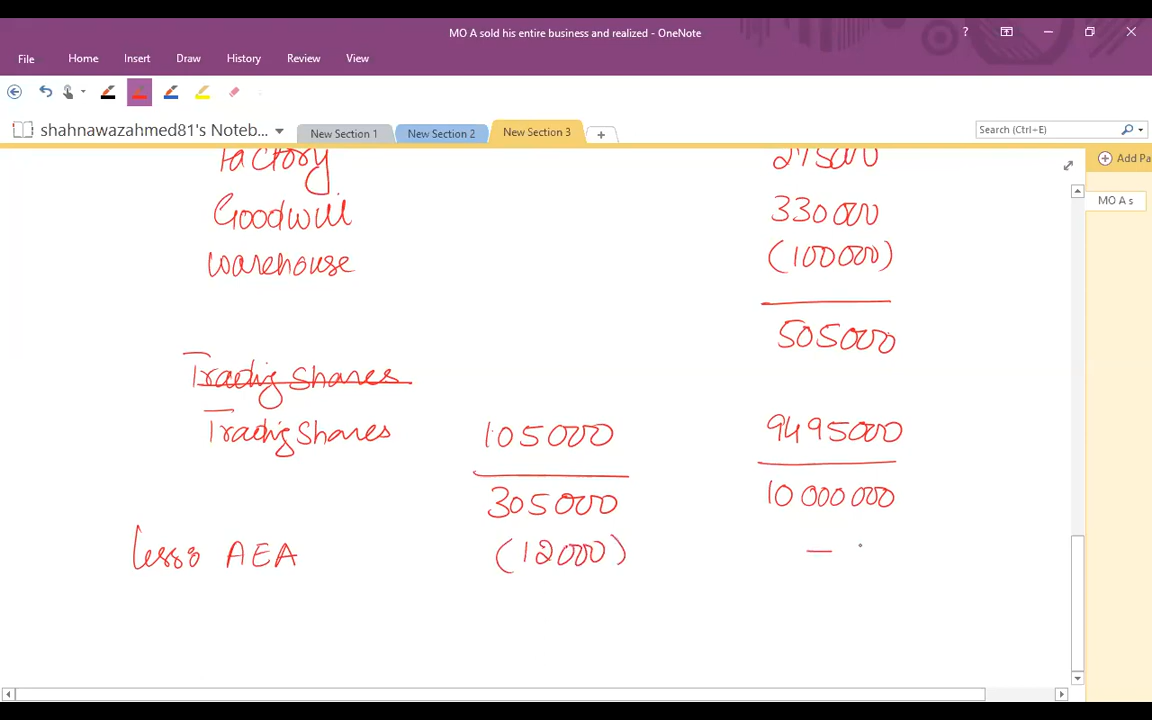 MO A sold his entire business and realized - OneNote
?
File Home Insert Draw History Review View
shahnawazahmed81's Noteb... New Section 1 New Section 2 New Section 3 + Search (Ctrl+E)
Add Pa
MO A s
Factory 275000
Goodwill 330000
warehouse (100000)
505000
Trading Shares
Trading Shares 105000 9495000
305000 10000000
less: AEA (12000) —